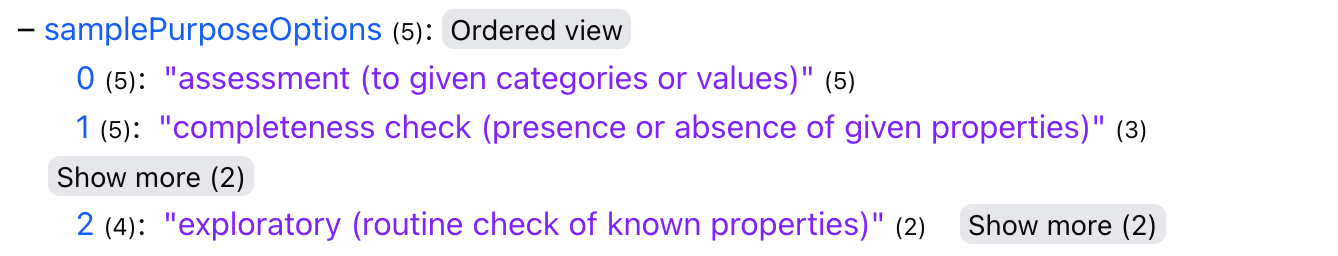 − samplePurposeOptions (5): Ordered view
0 (5): "assessment (to given categories or values)" (5)
1 (5): "completeness check (presence or absence of given properties)" (3)
Show more (2)
2 (4): "exploratory (routine check of known properties)" (2) Show more (2)